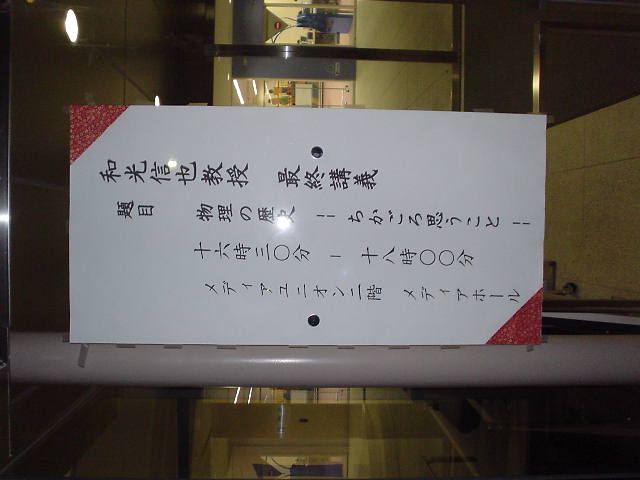 和光信也教授 最終講義
題目 物理の歴史 ーちがごろ思うことー
十六時三〇分 ー 十八時〇〇分
メディアユニオン二階 メディアホール